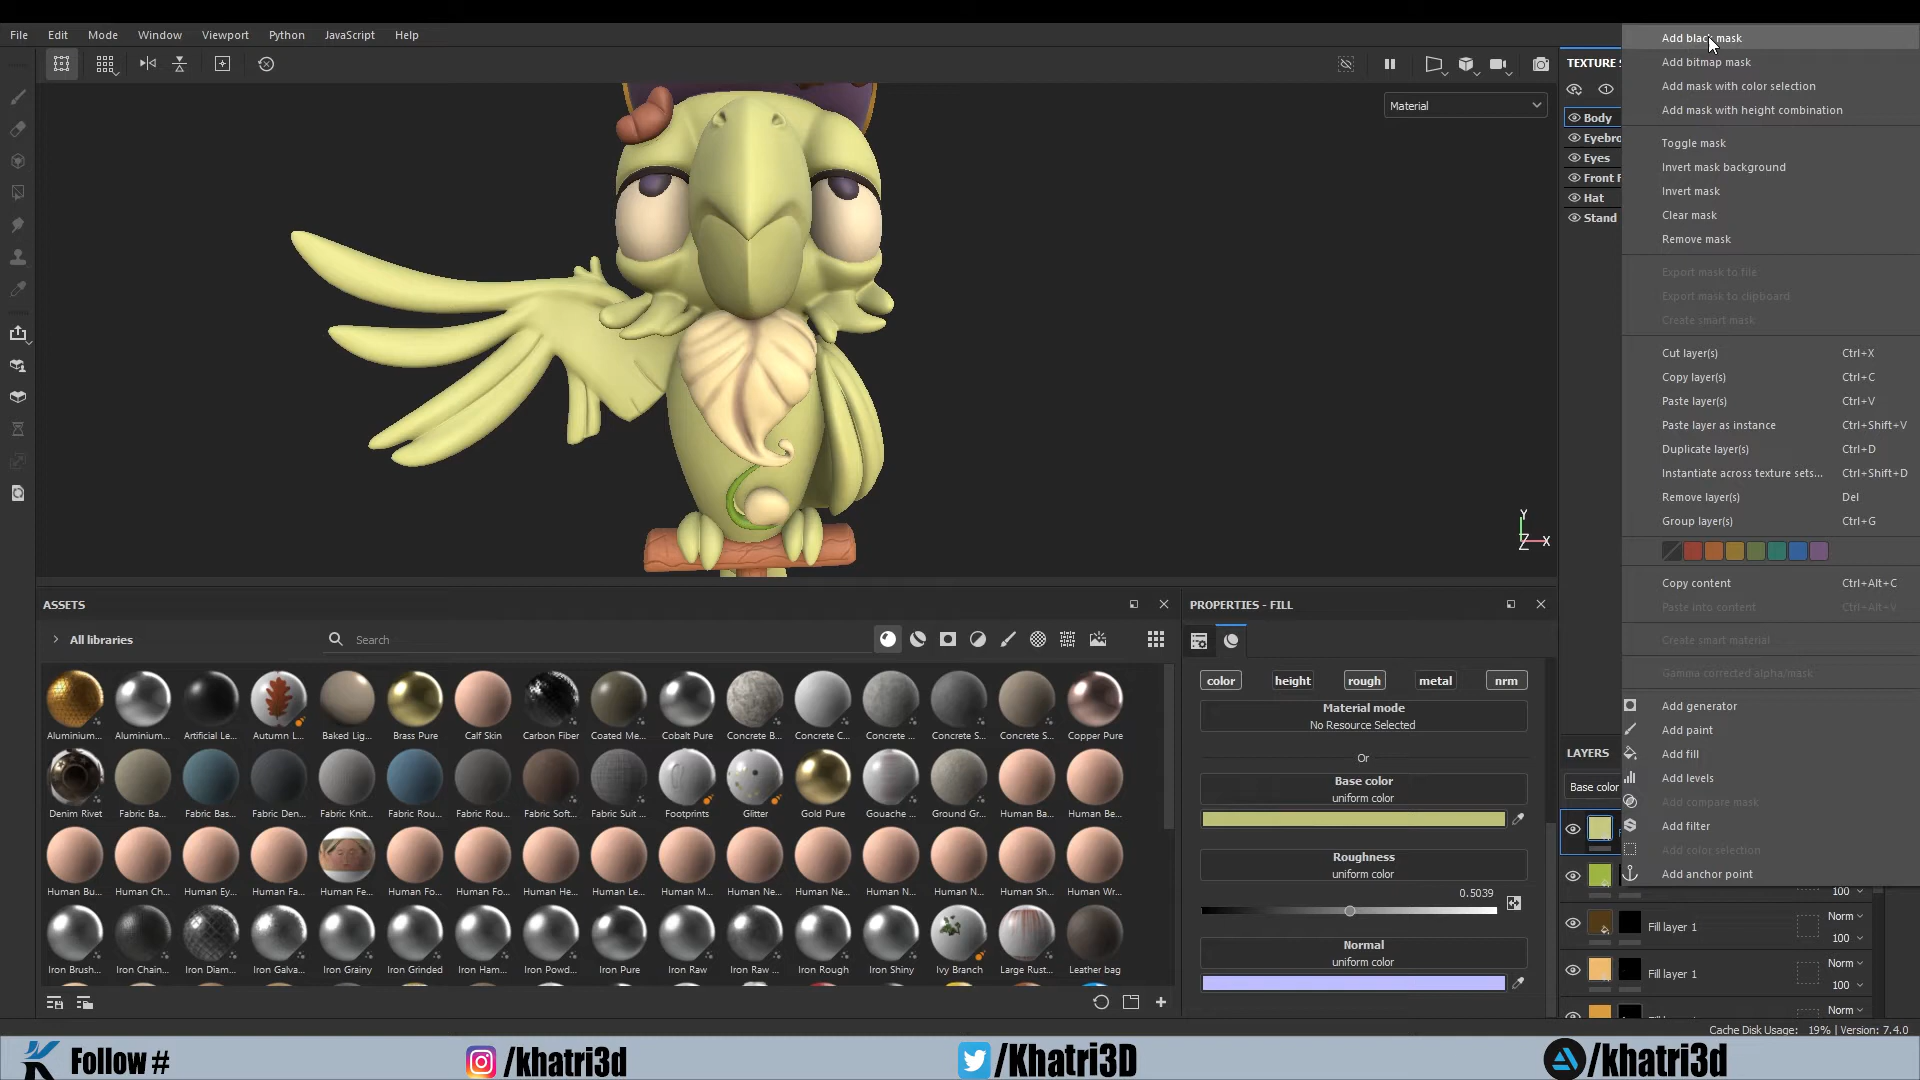 File Edit Mode Window Viewport Python JavaScript Help
Material
TEXTURE S
Body
Eyebro
Eyes
Front F
Hat
Stand
Add black mask
Add bitmap mask
Add mask with color selection
Add mask with height combination
Toggle mask
Invert mask background
Invert mask
Clear mask
Remove mask
Export mask to file
Export mask to clipboard
Create smart mask
Cut layer(s) Ctrl+X
Copy layer(s) Ctrl+C
Paste layer(s) Ctrl+V
Paste layer as instance Ctrl+Shift+V
Duplicate layer(s) Ctrl+D
Instantiate across texture sets... Ctrl+Shift+D
Remove layer(s) Del
Group layer(s) Ctrl+G
Copy content Ctrl+Alt+C
Paste into content Ctrl+Alt+V
Create smart material
Gamma corrected alpha/mask
Add generator
Add paint
Add fill
Add levels
Add compare mask
Add filter
Add color selection
Add anchor point
Y
Z X
ASSETS
All libraries
Search
Aluminium... Aluminium... Artificial Le... Autumn L... Baked Lig... Brass Pure Calf Skin Carbon Fiber Coated Me... Cobalt Pure Concrete B... Concrete C... Concrete ... Concrete S... Concrete S... Copper Pure
Denim Rivet Fabric Ba... Fabric Bas... Fabric Den... Fabric Knit... Fabric Rou... Fabric Rou... Fabric Soft... Fabric Suit ... Footprints Glitter Gold Pure Gouache ... Ground Gr... Human Ba... Human Be...
Human Bu... Human Ch... Human Ey... Human Fa... Human Fe... Human Fo... Human Fo... Human He... Human Le... Human M... Human Ne... Human Ne... Human N... Human N... Human Sh... Human Wr...
Iron Brush... Iron Chain... Iron Diam... Iron Galva... Iron Grainy Iron Grinded Iron Ham... Iron Powd... Iron Pure Iron Raw Iron Raw ... Iron Rough Iron Shiny Ivy Branch Large Rust... Leather bag
PROPERTIES - FILL
color height rough metal nrm
Material mode
No Resource Selected
Or
Base color
uniform color
Roughness
uniform color
0.5039
Normal
uniform color
LAYERS
Base color
100
Fill layer 1 Norm
100
Fill layer 1 Norm
100
Norm
Cache Disk Usage: 19% | Version: 7.4.0
Follow # /khatri3d /Khatri3D /khatri3d